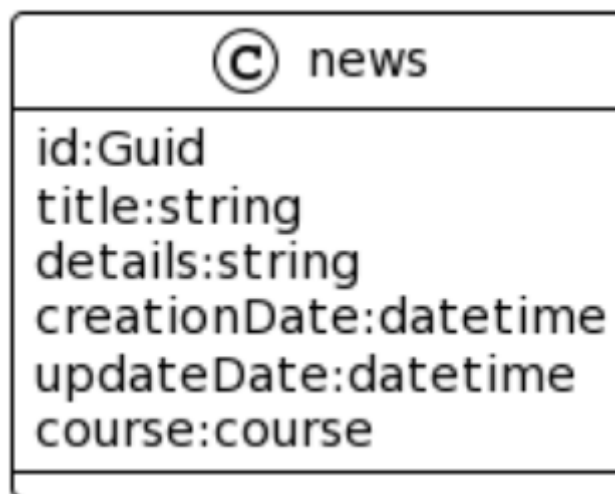 C news
id:Guid
title:string
details:string
creationDate:datetime
updateDate:datetime
course:course